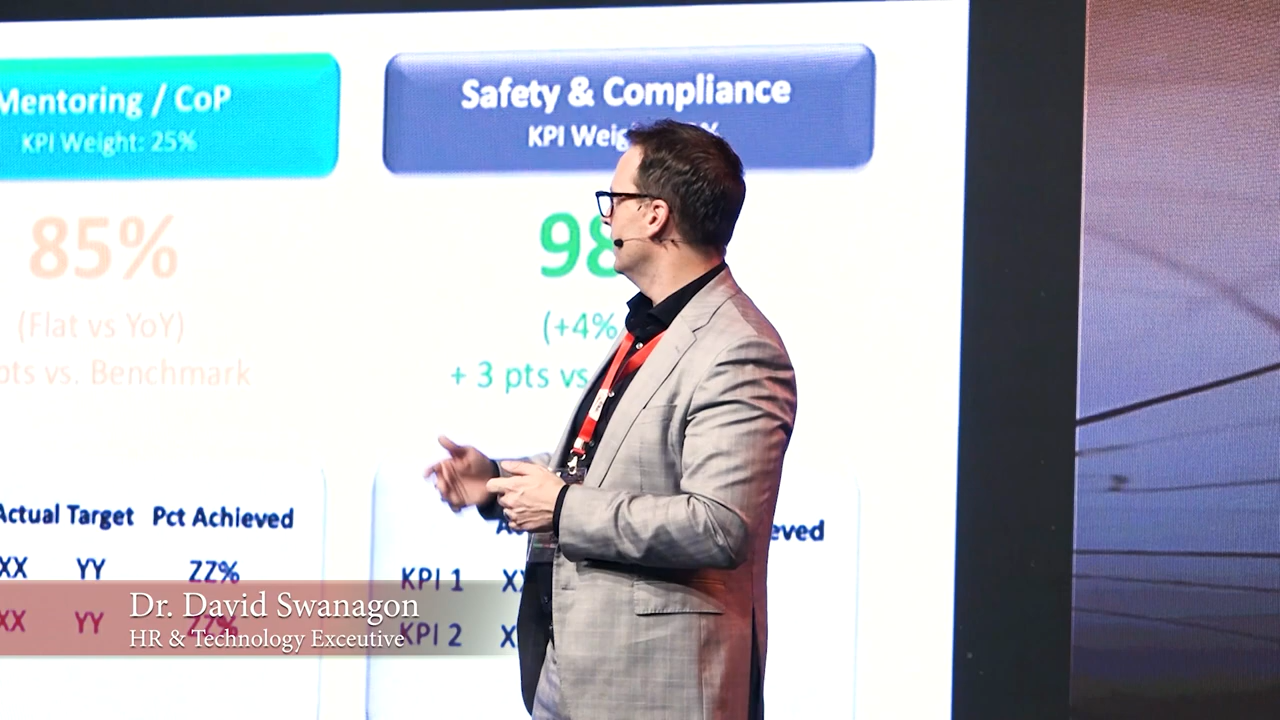 Mentoring / CoP
KPI Weight: 25%
85%
(Flat vs YoY)
pts vs. Benchmark
Actual Target Pct Achieved
XX YY ZZ%
XX YY ZZ%
Safety & Compliance
KPI
98
(+4%
+ 3 pts vs
KPI 1
KPI 2
Dr. David Swanagon
HR & Technology Exceutive